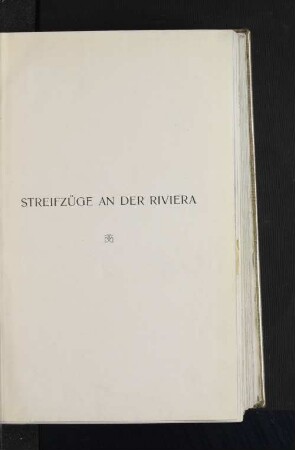 STREIFZÜGE AN DER RIVIERA